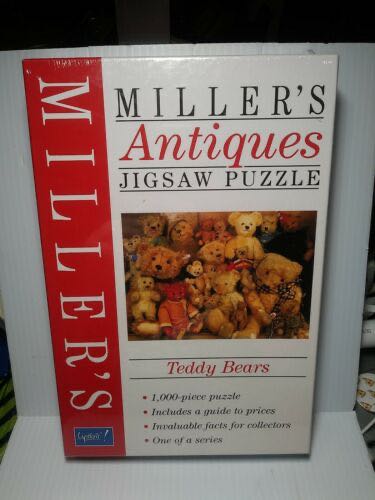 MILLER'S
MILLER'S
Antiques
JIGSAW PUZZLE
Teddy Bears
• 1,000-piece puzzle
• Includes a guide to prices
• Invaluable facts for collectors
• One of a series